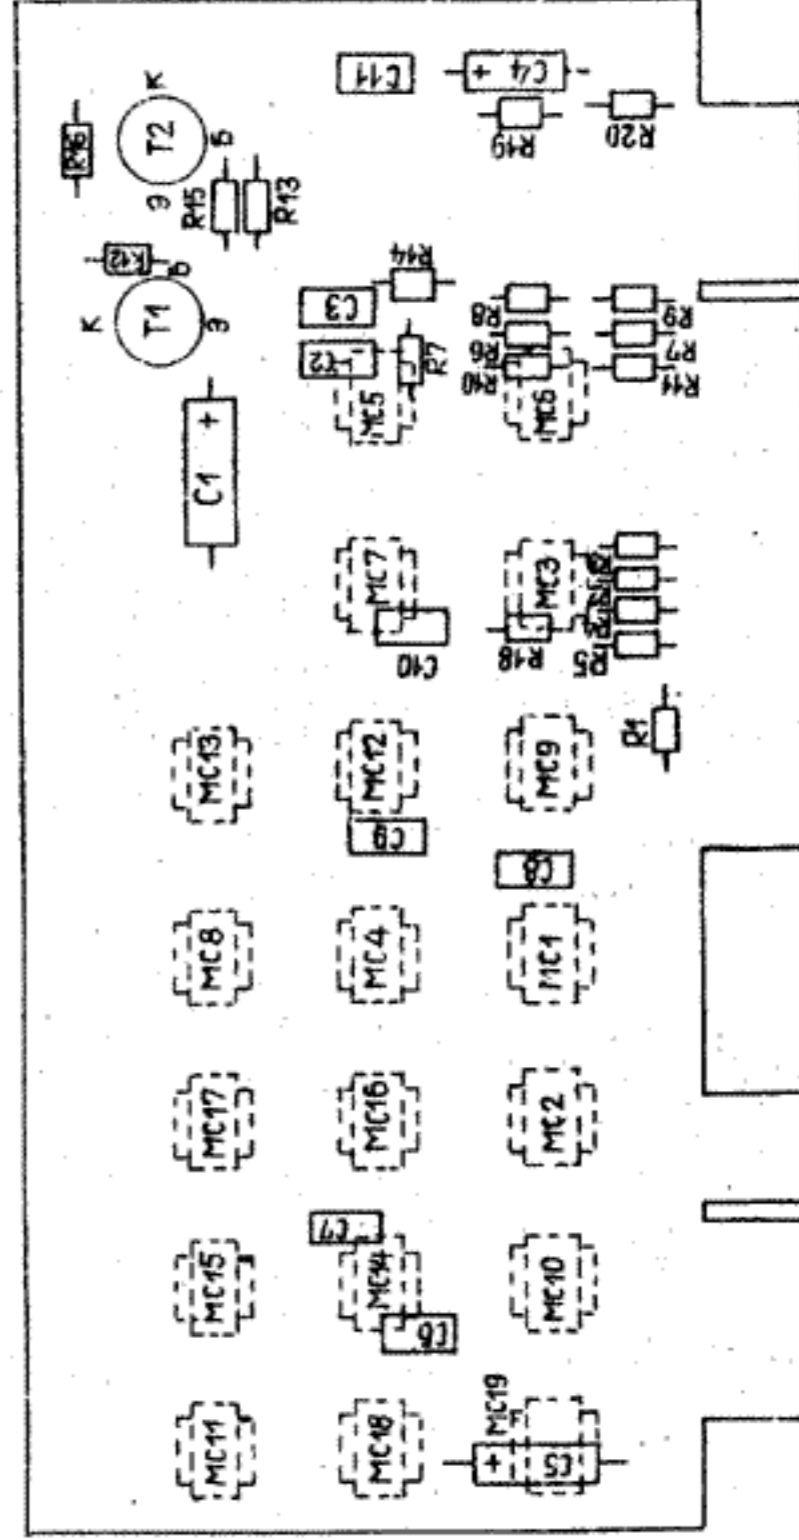 C11
+ C4 -
К
T2
Б
Э
R16
R19
R20
R15
R13
R12
Б
К
T1
Э
R14
C3
R8
R9
C2
R7
R6
R7
R10
R11
MC5
MC6
+
C1
MC7
MC3
C10
R18
R5
R1
MC13
MC12
MC9
C9
C8
MC8
MC4
MC1
MC17
MC16
MC2
C7
MC15
MC14
MC10
C6
MC19
MC11
MC18
+ C5